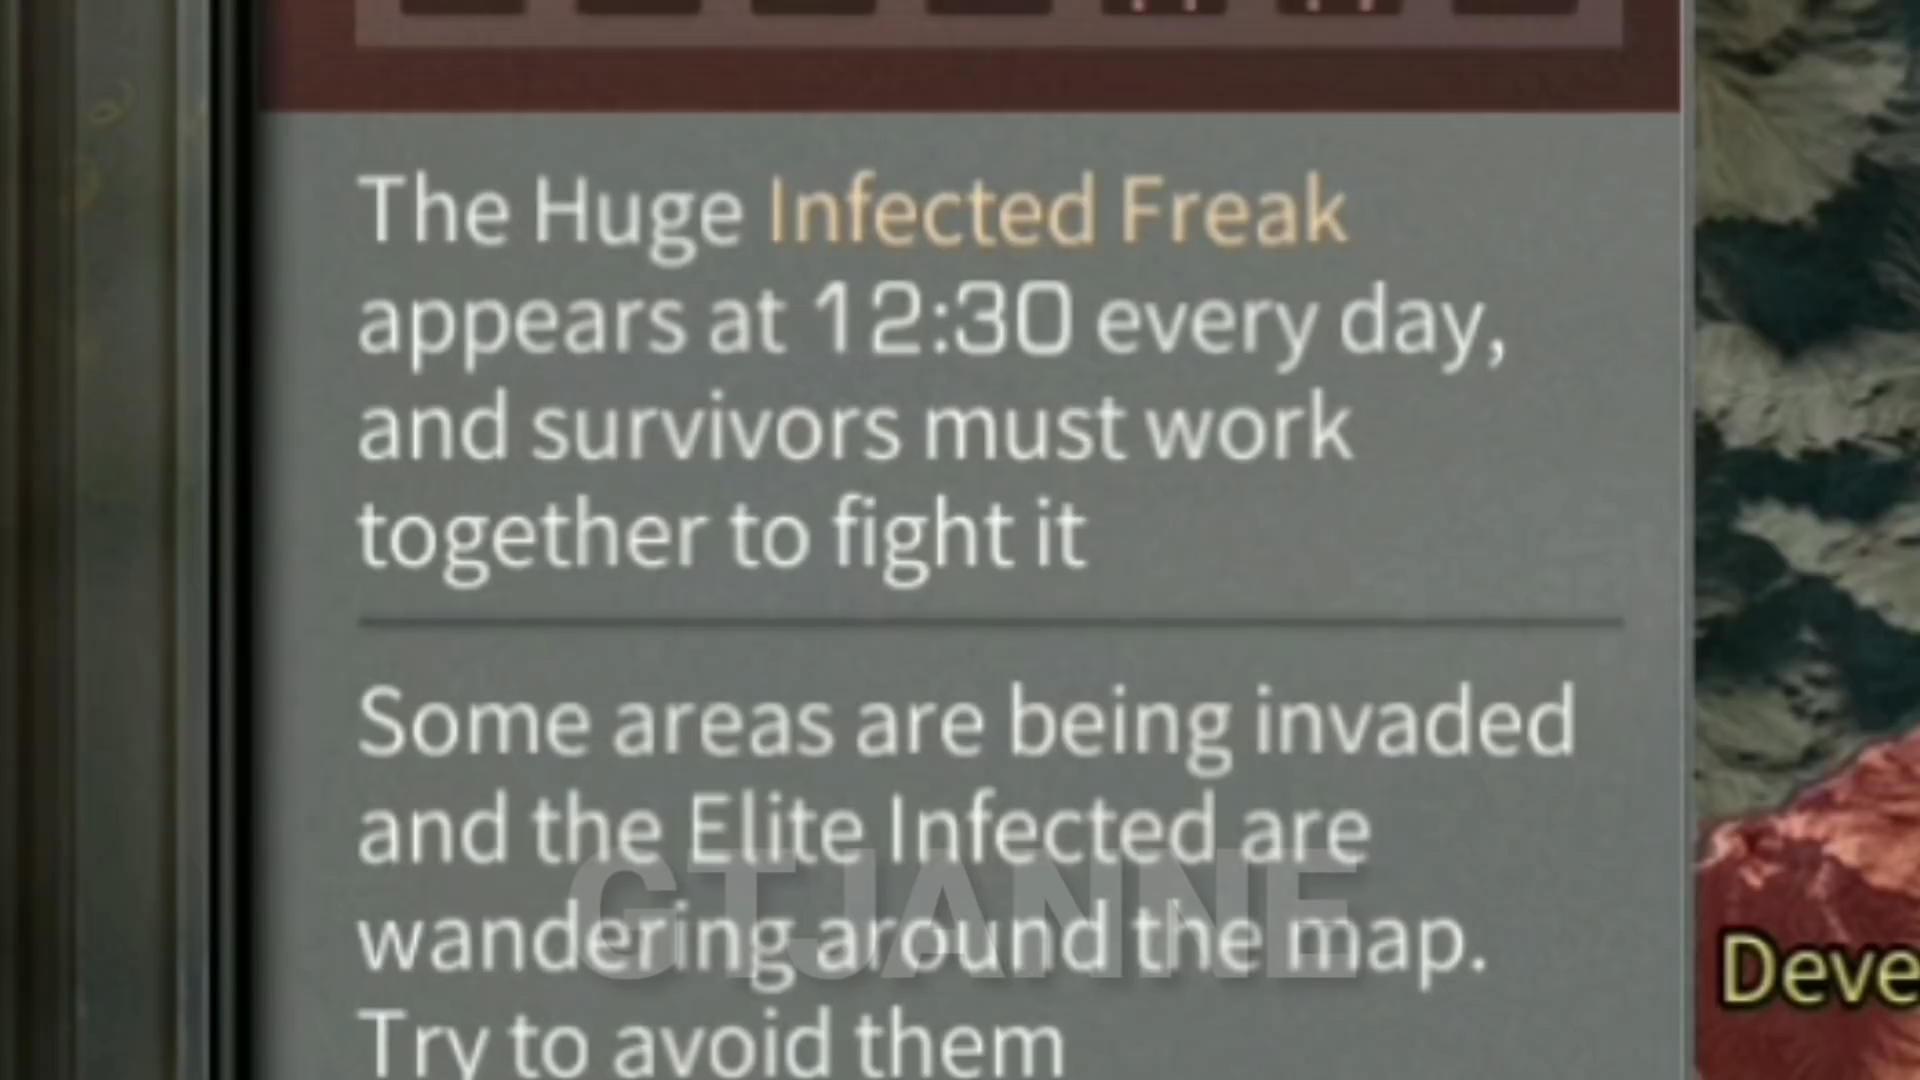 The Huge Infected Freak
appears at 12:30 every day,
and survivors must work
together to fight it
Some areas are being invaded
and the Elite Infected are
wandering around the map.
Try to avoid them
GTJANNE
Deve